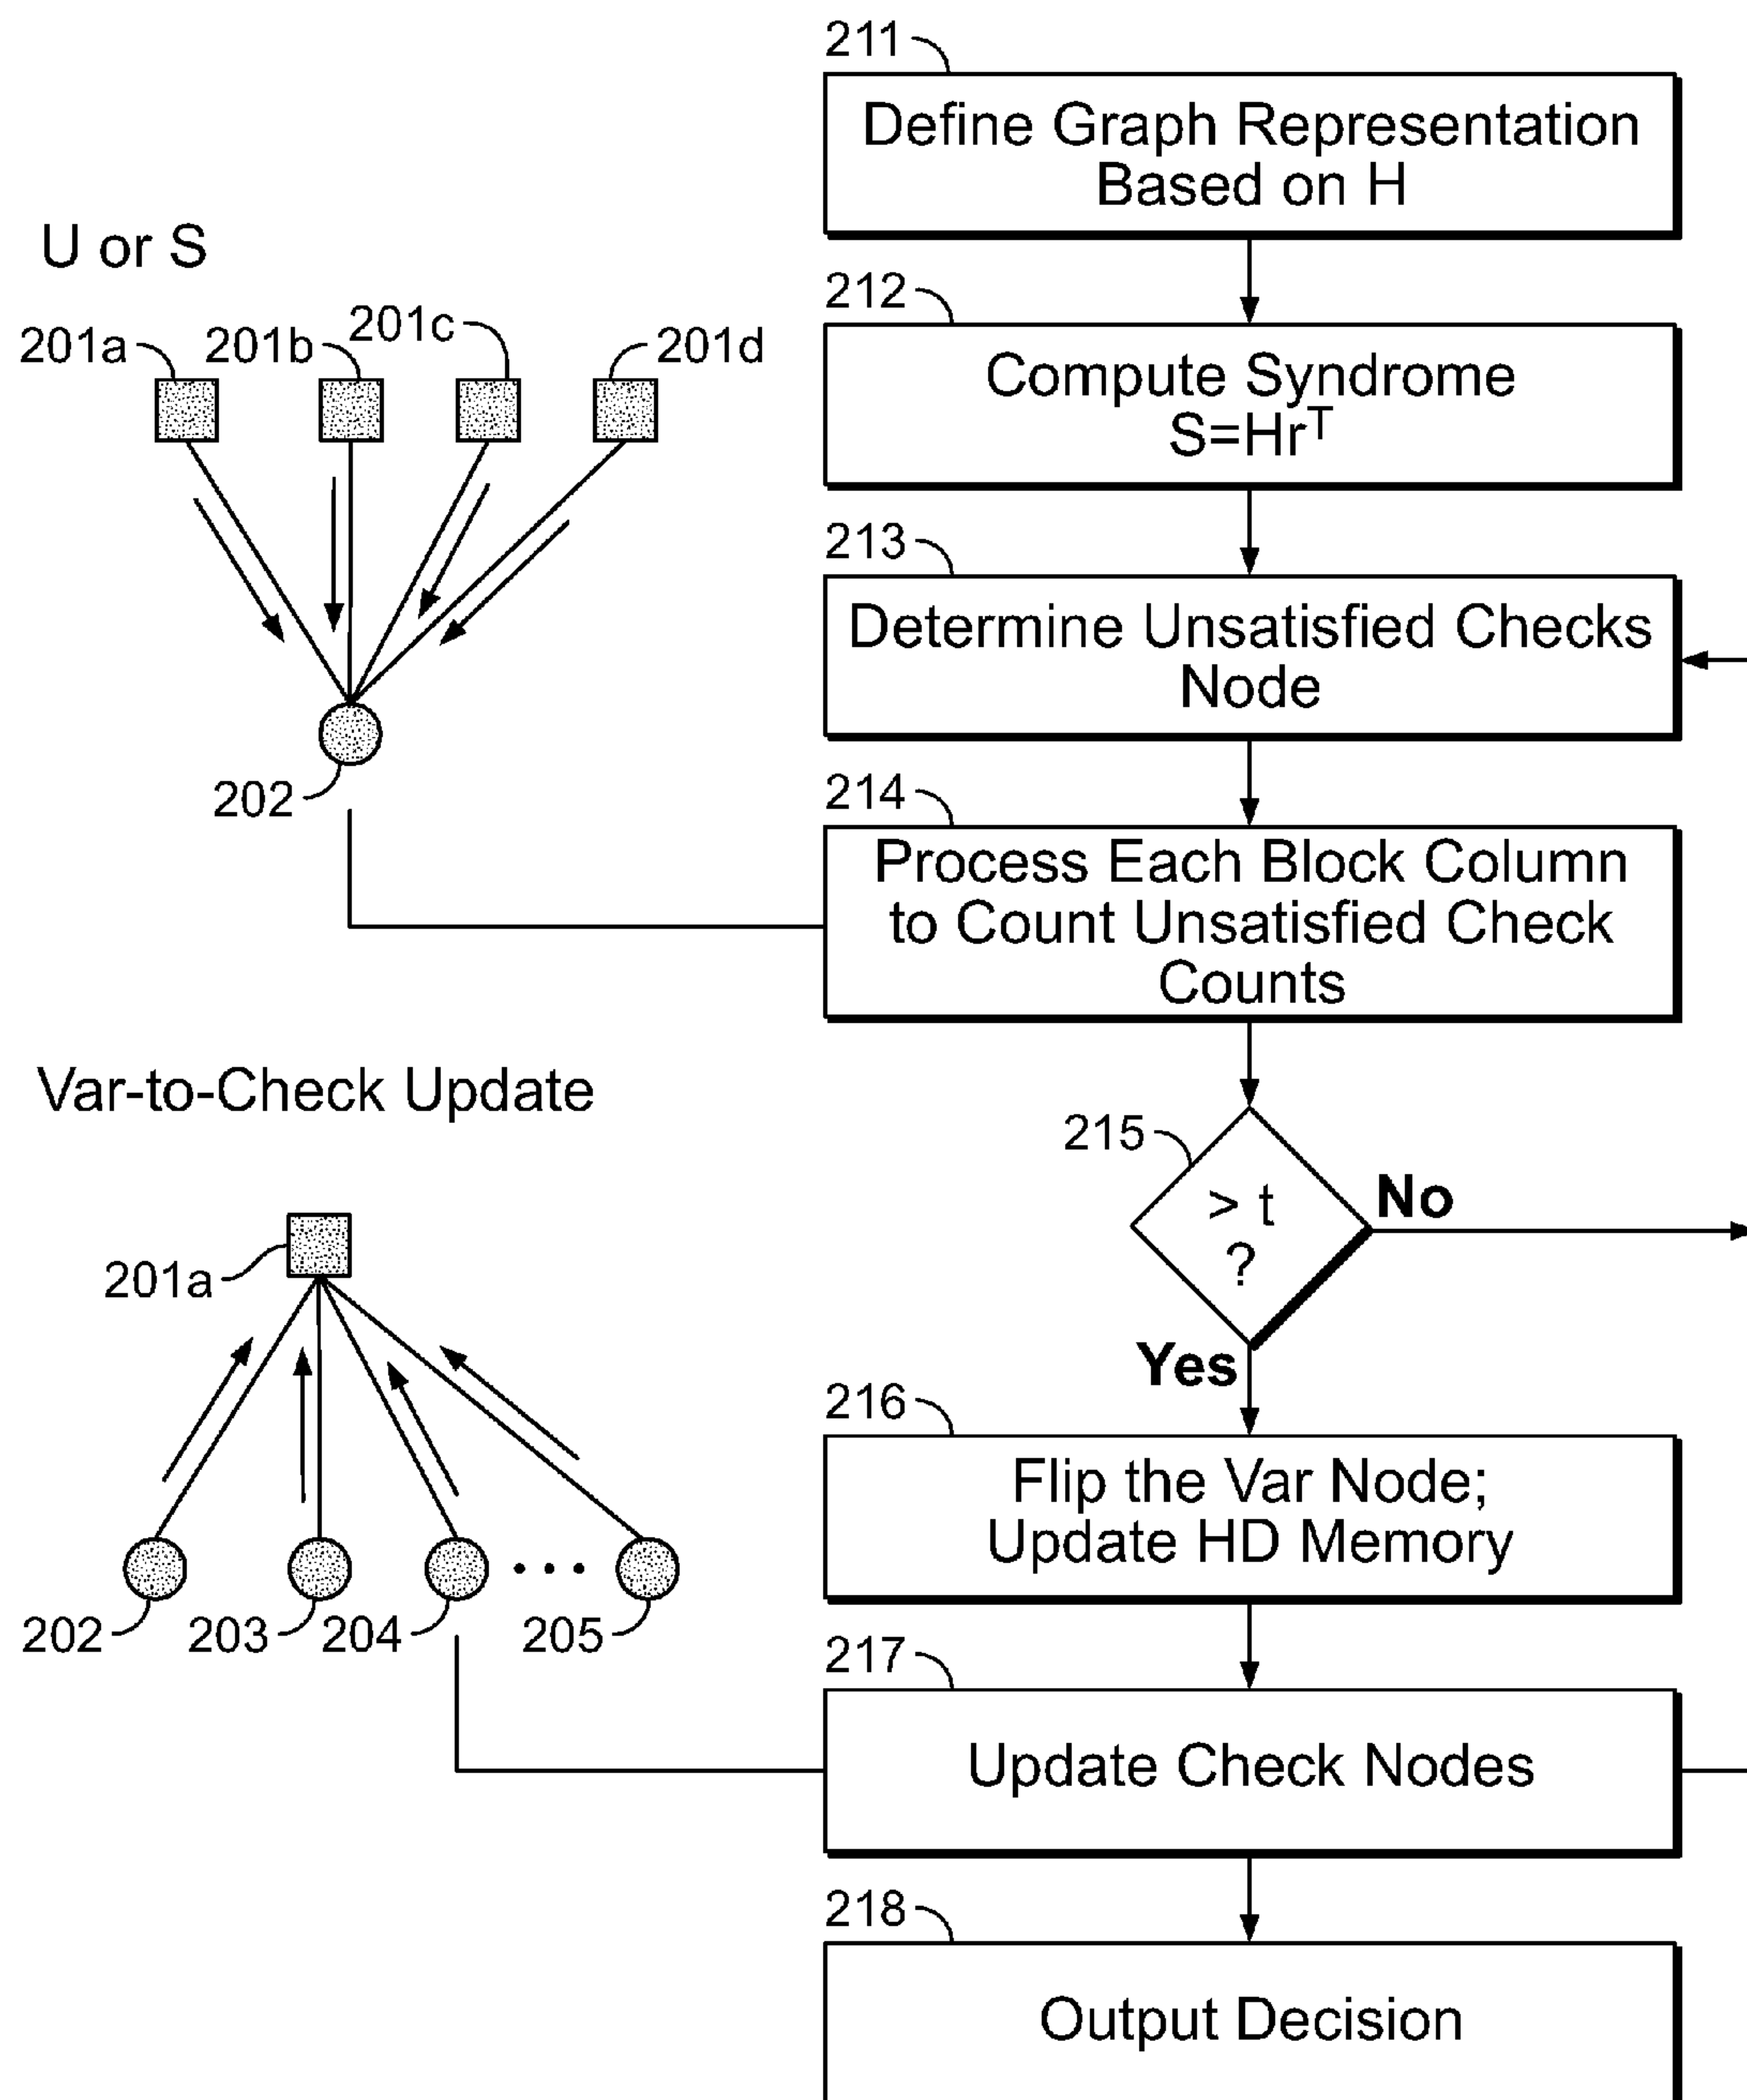 211
Define Graph Representation
Based on H
U or S
212
201a
201b
201c
201d
Compute Syndrome
S=Hr^T
213
Determine Unsatisfied Checks
Node
202
214
Process Each Block Column
to Count Unsatisfied Check
Counts
Var-to-Check Update
215
> t
?
No
Yes
201a
216
Flip the Var Node;
Update HD Memory
202
203
204
205
217
Update Check Nodes
218
Output Decision